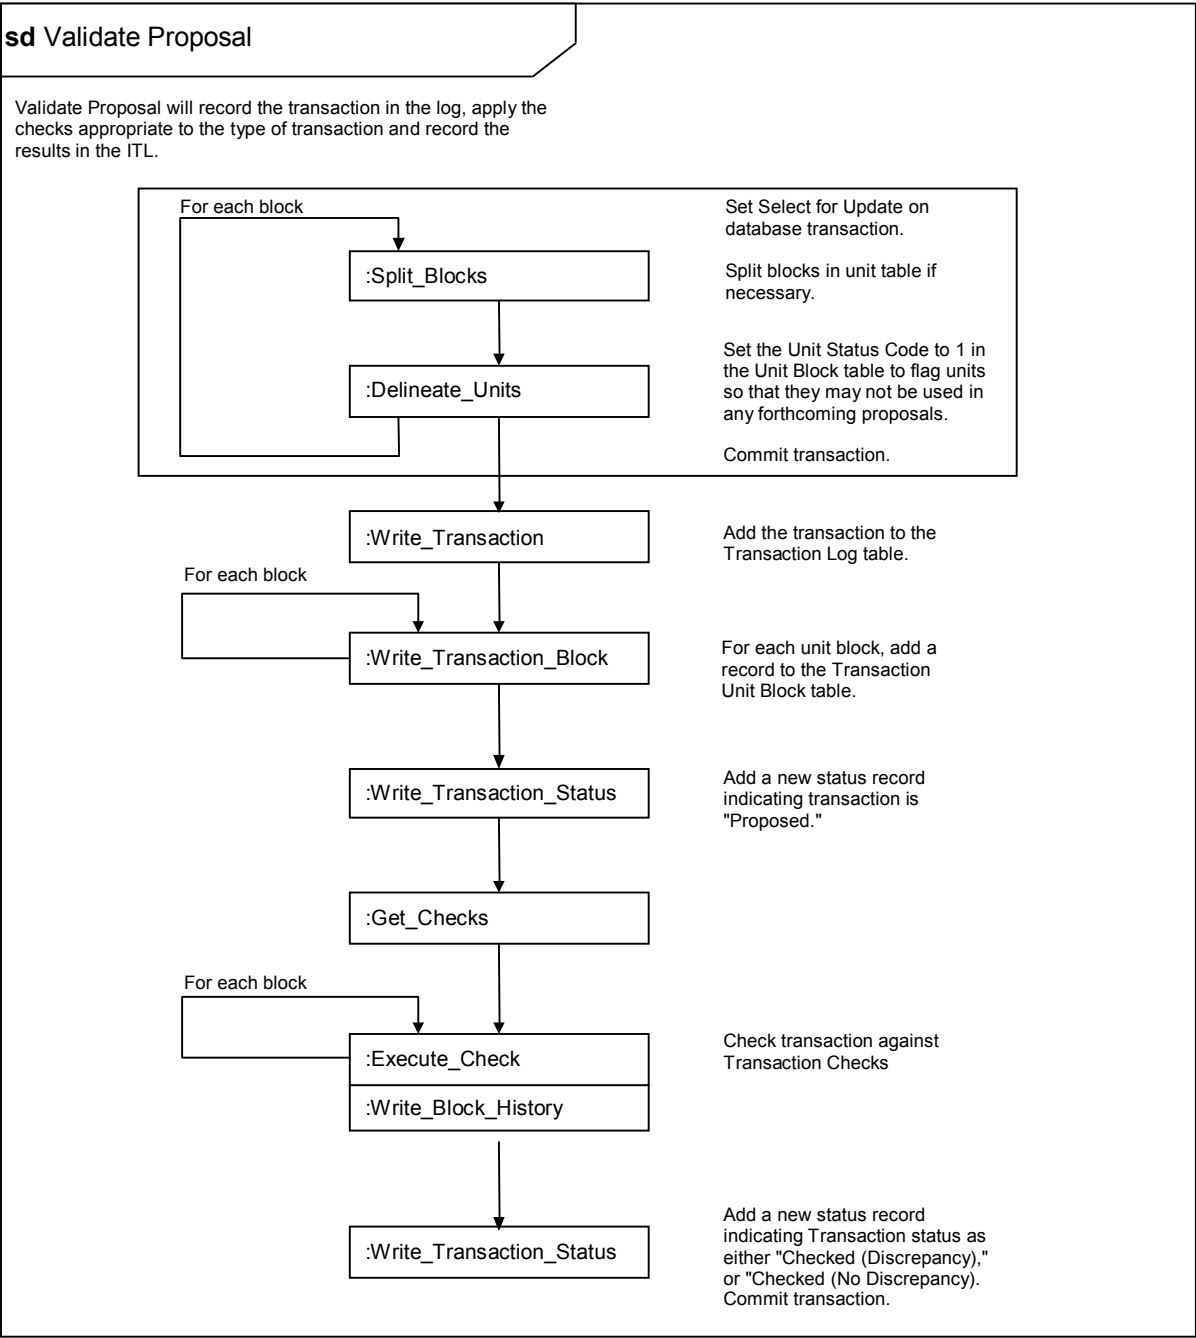 sd Validate Proposal
Validate Proposal will record the transaction in the log, apply the
checks appropriate to the type of transaction and record the
results in the ITL.
For each block
Set Select for Update on
database transaction.
:Split_Blocks
Split blocks in unit table if
necessary.
Set the Unit Status Code to 1 in
the Unit Block table to flag units
so that they may not be used in
any forthcoming proposals.
:Delineate_Units
Commit transaction.
:Write_Transaction
Add the transaction to the
Transaction Log table.
For each block
:Write_Transaction_Block
For each unit block, add a
record to the Transaction
Unit Block table.
:Write_Transaction_Status
Add a new status record
indicating transaction is
"Proposed."
:Get_Checks
For each block
:Execute_Check
Check transaction against
Transaction Checks
:Write_Block_History
:Write_Transaction_Status
Add a new status record
indicating Transaction status as
either "Checked (Discrepancy),"
or "Checked (No Discrepancy).
Commit transaction.